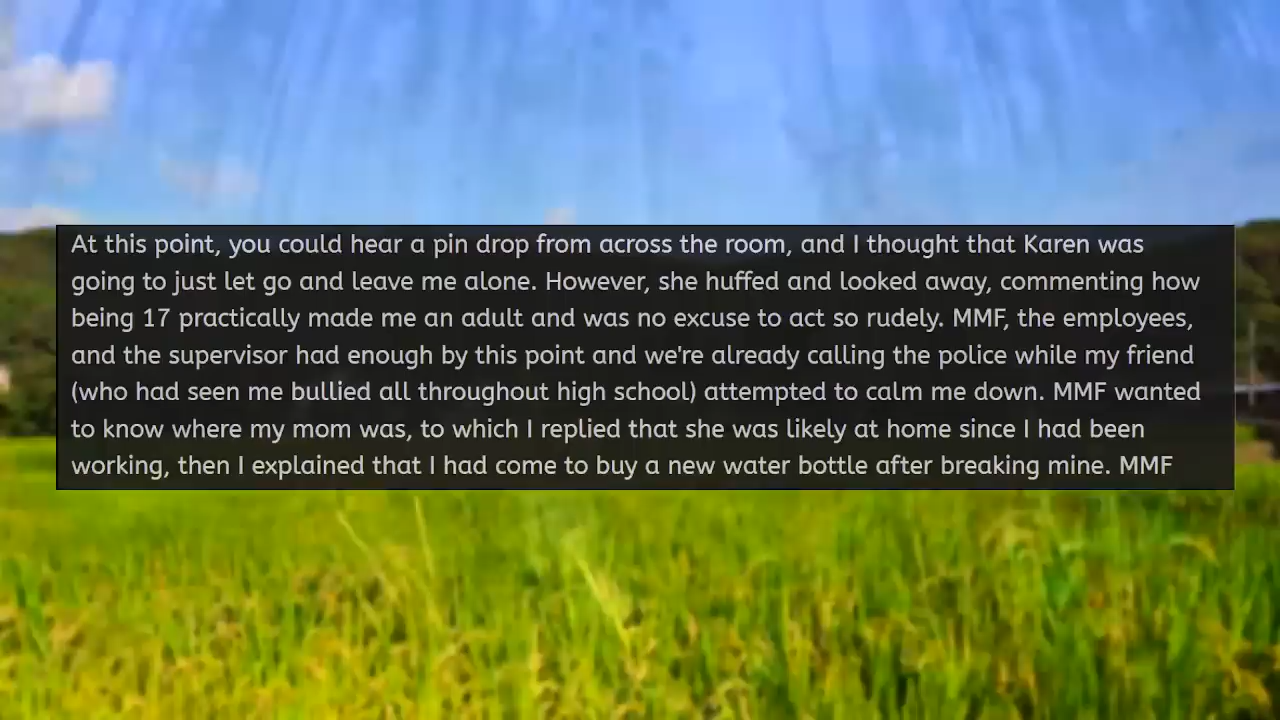 At this point, you could hear a pin drop from across the room, and I thought that Karen was
going to just let go and leave me alone. However, she huffed and looked away, commenting how
being 17 practically made me an adult and was no excuse to act so rudely. MMF, the employees,
and the supervisor had enough by this point and we're already calling the police while my friend
(who had seen me bullied all throughout high school) attempted to calm me down. MMF wanted
to know where my mom was, to which I replied that she was likely at home since I had been
working, then I explained that I had come to buy a new water bottle after breaking mine. MMF